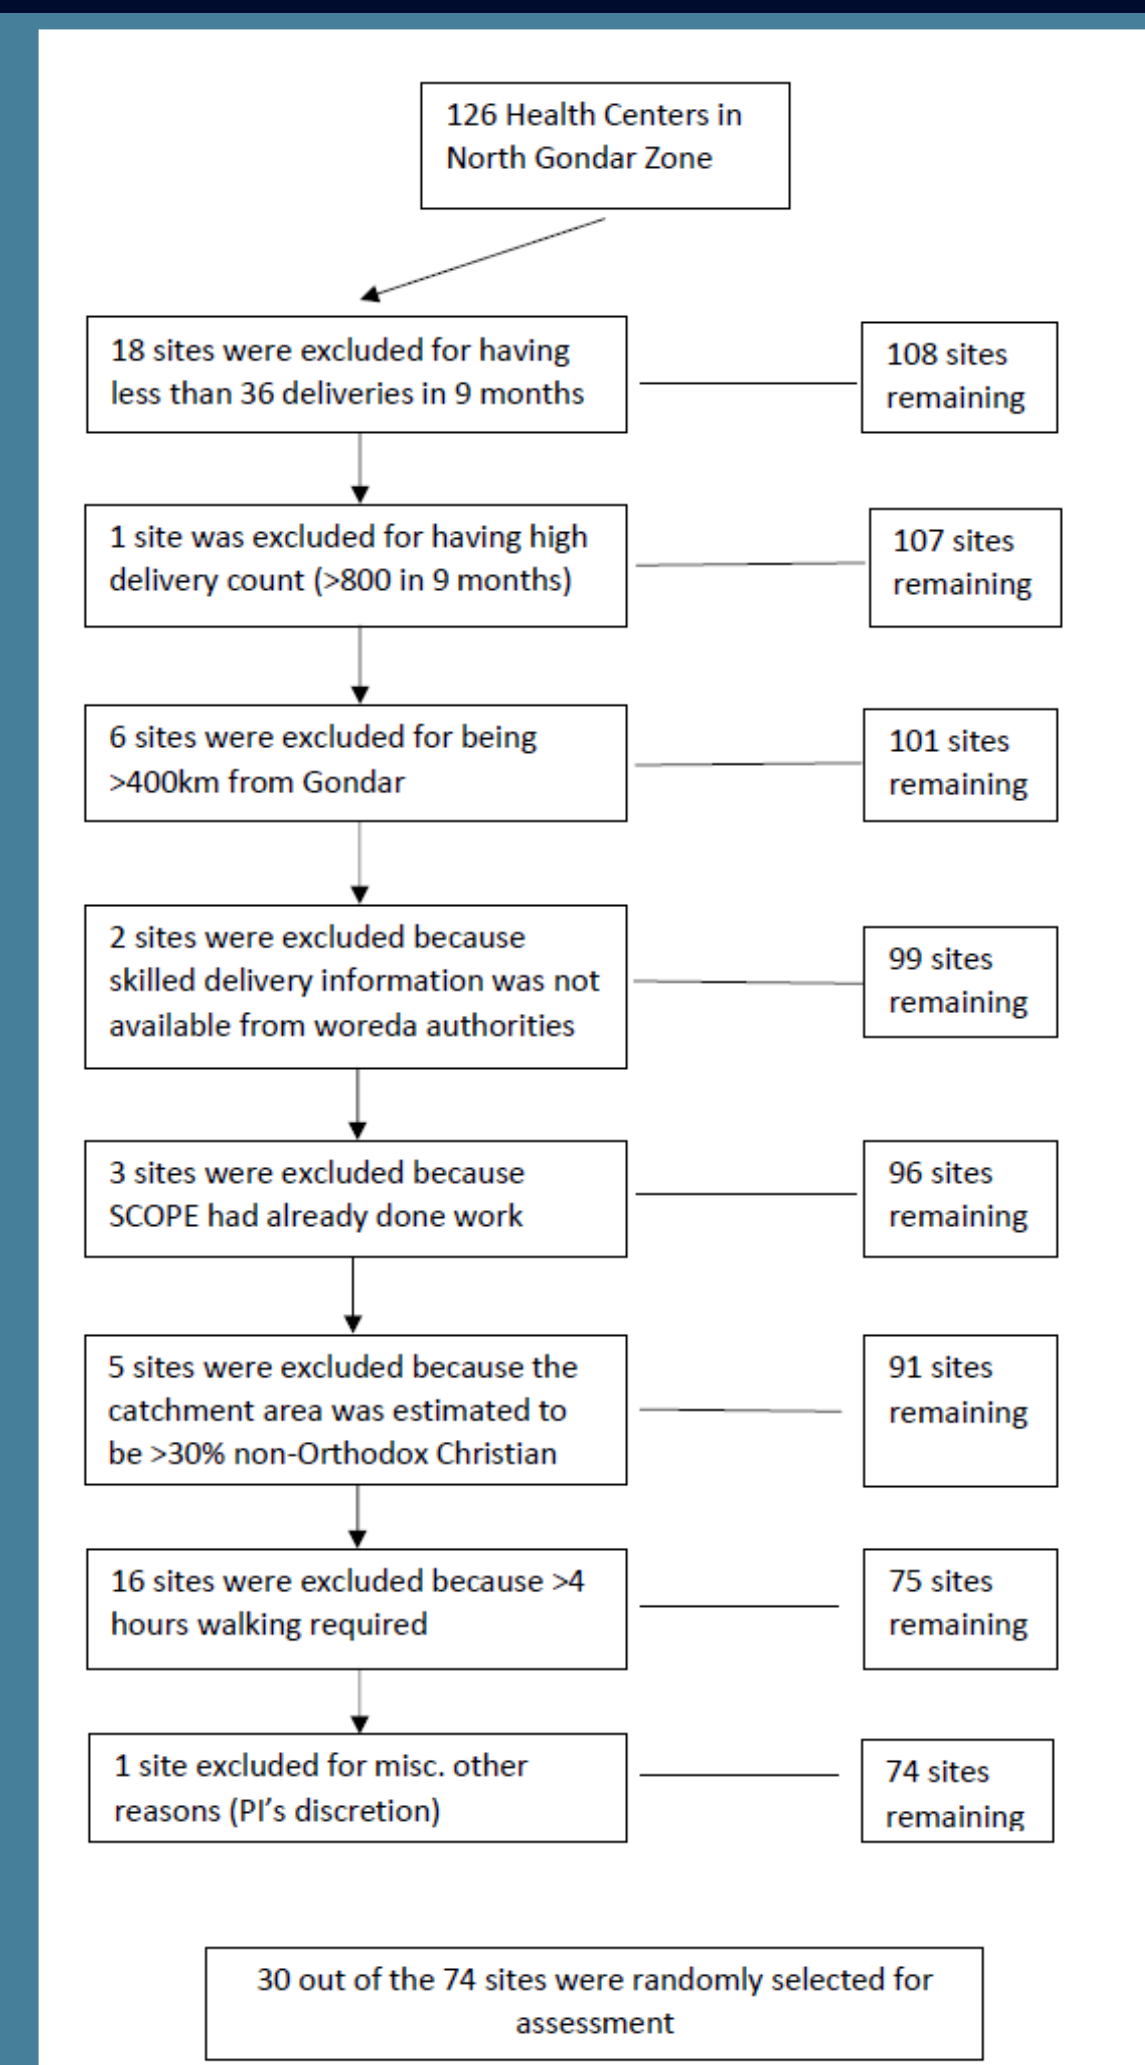 126 Health Centers in
North Gondar Zone
18 sites were excluded for having
less than 36 deliveries in 9 months
108 sites
remaining
1 site was excluded for having high
delivery count (>800 in 9 months)
107 sites
remaining
6 sites were excluded for being
>400km from Gondar
101 sites
remaining
2 sites were excluded because
skilled delivery information was not
available from woreda authorities
99 sites
remaining
3 sites were excluded because
SCOPE had already done work
96 sites
remaining
5 sites were excluded because the
catchment area was estimated to
be >30% non-Orthodox Christian
91 sites
remaining
16 sites were excluded because >4
hours walking required
75 sites
remaining
1 site excluded for misc. other
reasons (PI's discretion)
74 sites
remaining
30 out of the 74 sites were randomly selected for
assessment